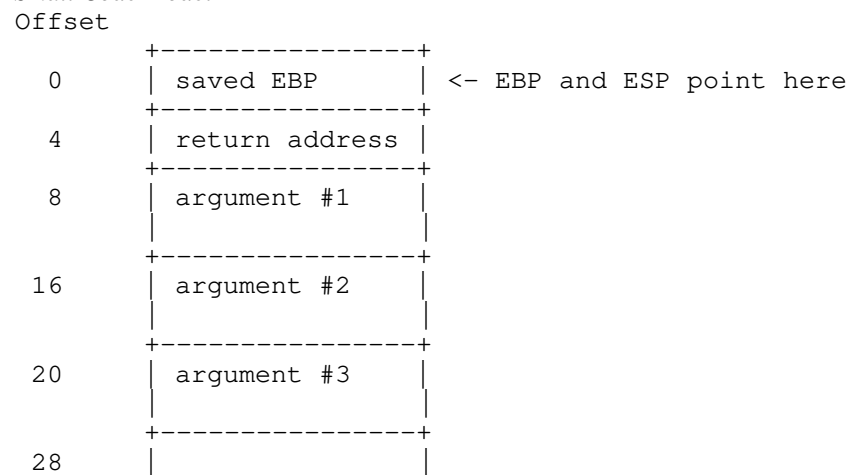 Offset
+----------------+
0 | saved EBP | <- EBP and ESP point here
+----------------+
4 | return address |
+----------------+
8 | argument #1 |
| |
+----------------+
16 | argument #2 |
| |
+----------------+
20 | argument #3 |
| |
+----------------+
28 | |